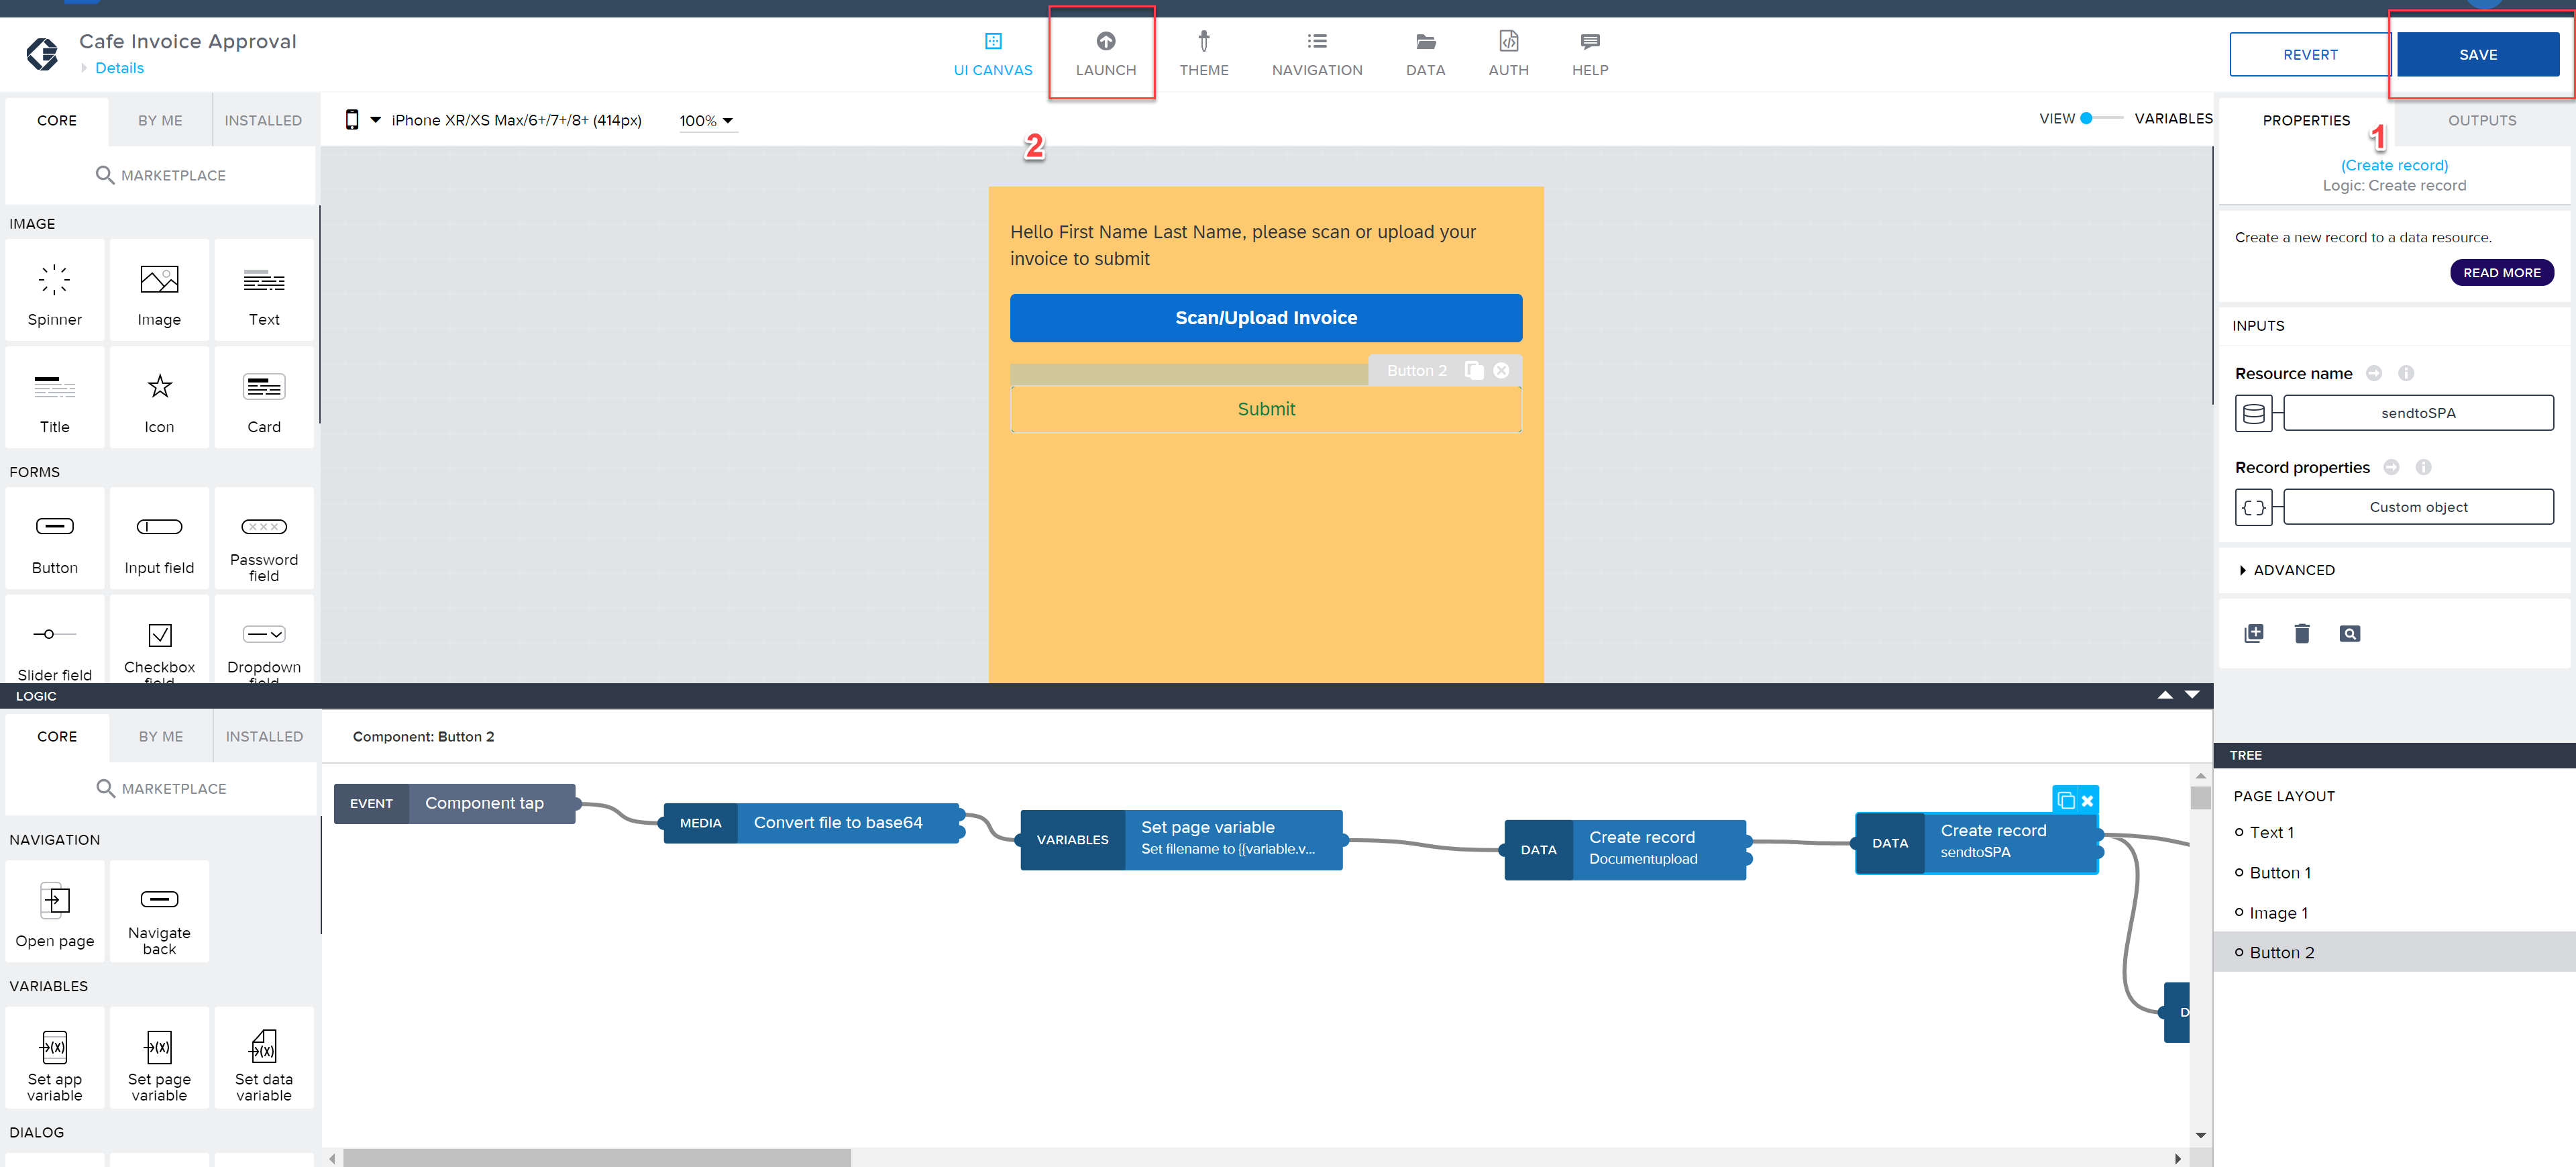 Cafe Invoice Approval
Details
UI CANVAS
LAUNCH
THEME
NAVIGATION
DATA
AUTH
HELP
REVERT
SAVE
CORE
BY ME
INSTALLED
iPhone XR/XS Max/6+/7+/8+ (414px)
100%
VIEW
VARIABLES
PROPERTIES
OUTPUTS
1
2
MARKETPLACE
(Create record)
Logic: Create record
IMAGE
Spinner
Image
Text
Title
Icon
Card
FORMS
Button
Input field
Password
field
Slider field
Checkbox
field
Dropdown
field
Hello First Name Last Name, please scan or upload your
invoice to submit
Scan/Upload Invoice
Button 2
Submit
Create a new record to a data resource.
READ MORE
INPUTS
Resource name
sendtoSPA
Record properties
Custom object
ADVANCED
LOGIC
CORE
BY ME
INSTALLED
MARKETPLACE
NAVIGATION
Open page
Navigate
back
VARIABLES
Set app
variable
Set page
variable
Set data
variable
DIALOG
Component: Button 2
EVENT
Component tap
MEDIA
Convert file to base64
VARIABLES
Set page variable
Set filename to {{variable.v...
DATA
Create record
Documentupload
DATA
Create record
sendtoSPA
D
TREE
PAGE LAYOUT
Text 1
Button 1
Image 1
Button 2